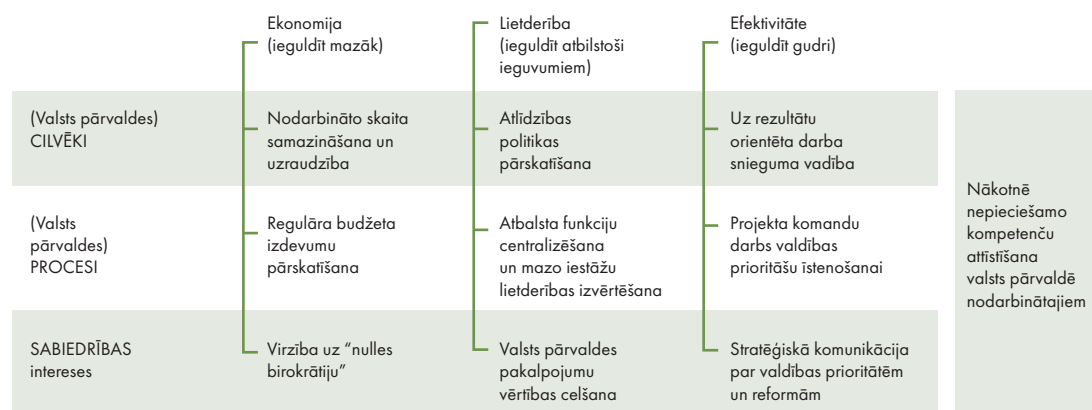 Ekonomija
(ieguldīt mazāk)
Lietderība
(ieguldīt atbilstoši
ieguvumiem)
Efektivitāte
(ieguldīt gudri)
(Valsts pārvaldes)
CILVĒKI
Nodarbināto skaita
samazināšana un
uzraudzība
Atlīdzības
politikas
pārskatīšana
Uz rezultātu
orientēta darba
snieguma vadība
(Valsts
pārvaldes)
PROCESI
Regulāra budžeta
izdevumu
pārskatīšana
Atbalsta funkciju
centralizēšana
un mazo iestāžu
lietderības izvērtēšana
Projekta komandu
darbs valdības
prioritāšu īstenošanai
SABIEDRĪBAS
intereses
Virzība uz “nulles
birokrātiju”
Valsts pārvaldes
pakalpojumu
vērtības celšana
Stratēģiskā komunikācija
par valdības prioritātēm
un reformām
Nākotnē
nepieciešamo
kompetenču
attīstīšana
valsts pārvaldē
nodarbinātajiem